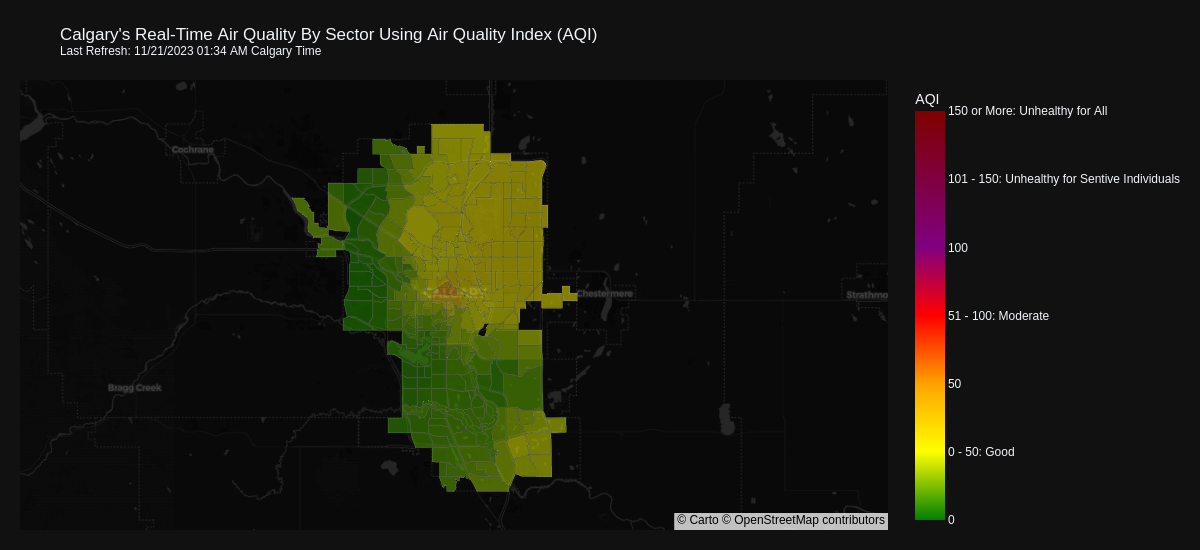 Calgary's Real-Time Air Quality By Sector Using Air Quality Index (AQI)
Last Refresh: 11/21/2023 01:34 AM Calgary Time
AQI
150 or More: Unhealthy for All
101 - 150: Unhealthy for Sentive Individuals
100
51 - 100: Moderate
50
0 - 50: Good
0
Cochrane
Chestermere
Strathmo
Bragg Creek
© Carto © OpenStreetMap contributors